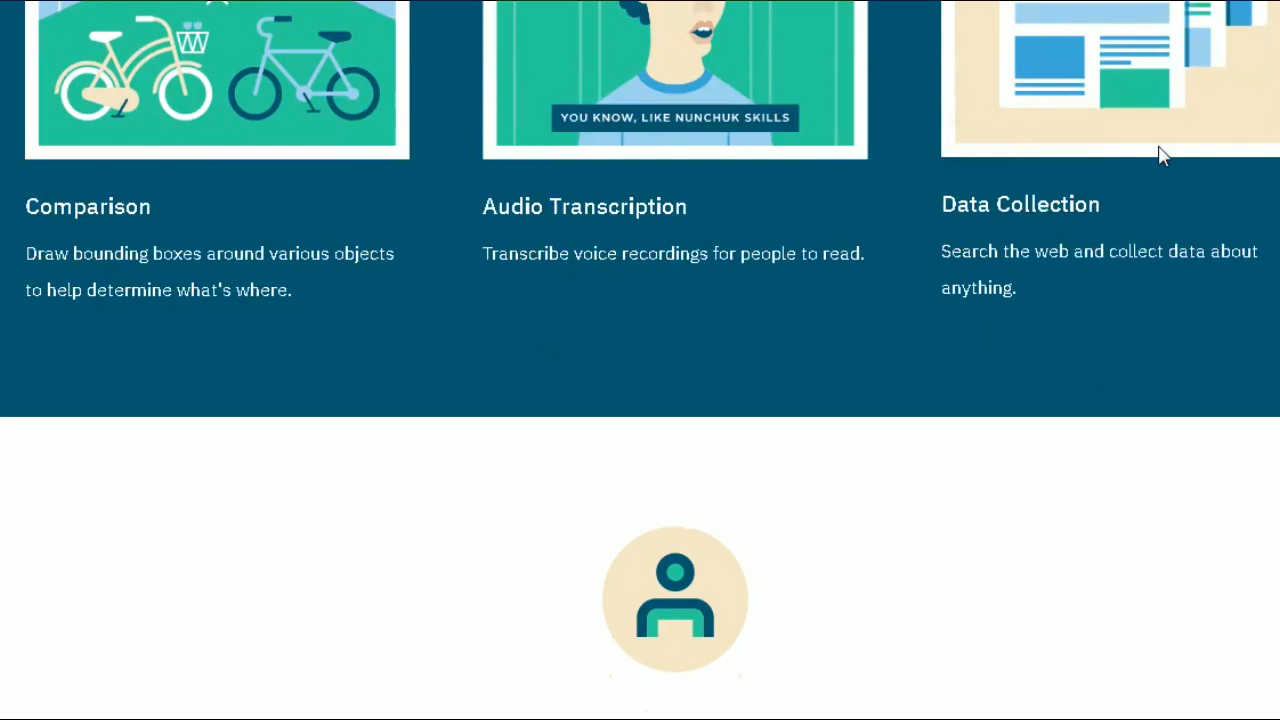 YOU KNOW, LIKE NUNCHUK SKILLS
Comparison
Draw bounding boxes around various objects
to help determine what's where.
Audio Transcription
Transcribe voice recordings for people to read.
Data Collection
Search the web and collect data about
anything.